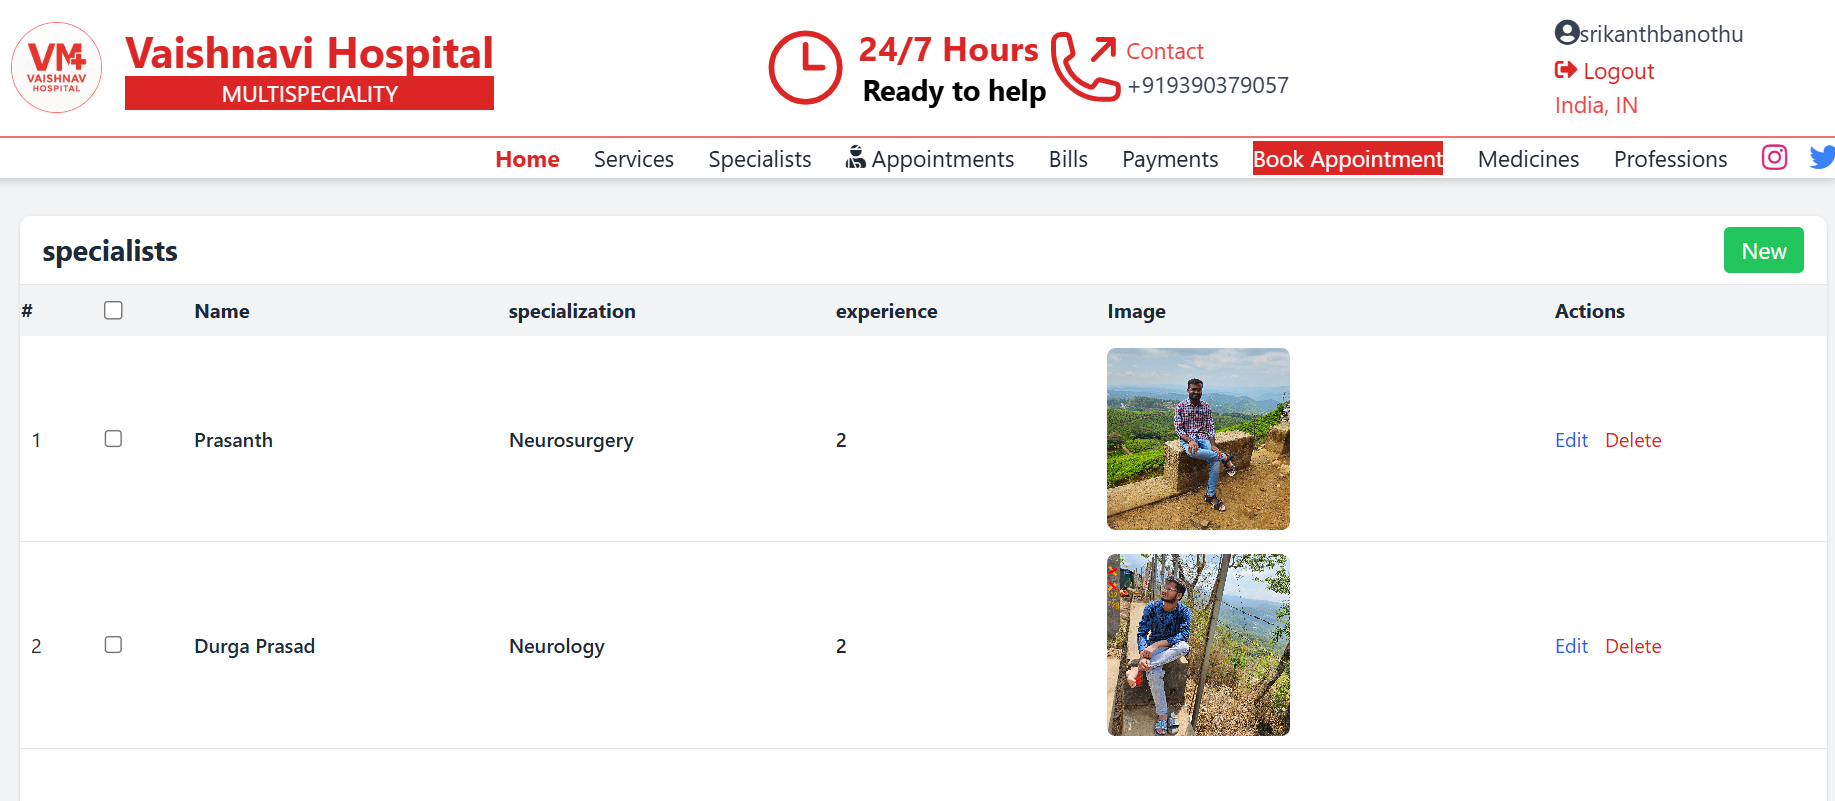 VM
VAISHNAV
HOSPITAL
Vaishnavi Hospital
MULTISPECIALITY
24/7 Hours
Ready to help
Contact
+919390379057
srikanthbanothu
Logout
India, IN
Home Services Specialists Appointments Bills Payments Book Appointment Medicines Professions
specialists
New
# Name specialization experience Image Actions
1 Prasanth Neurosurgery 2 Edit Delete
2 Durga Prasad Neurology 2 Edit Delete